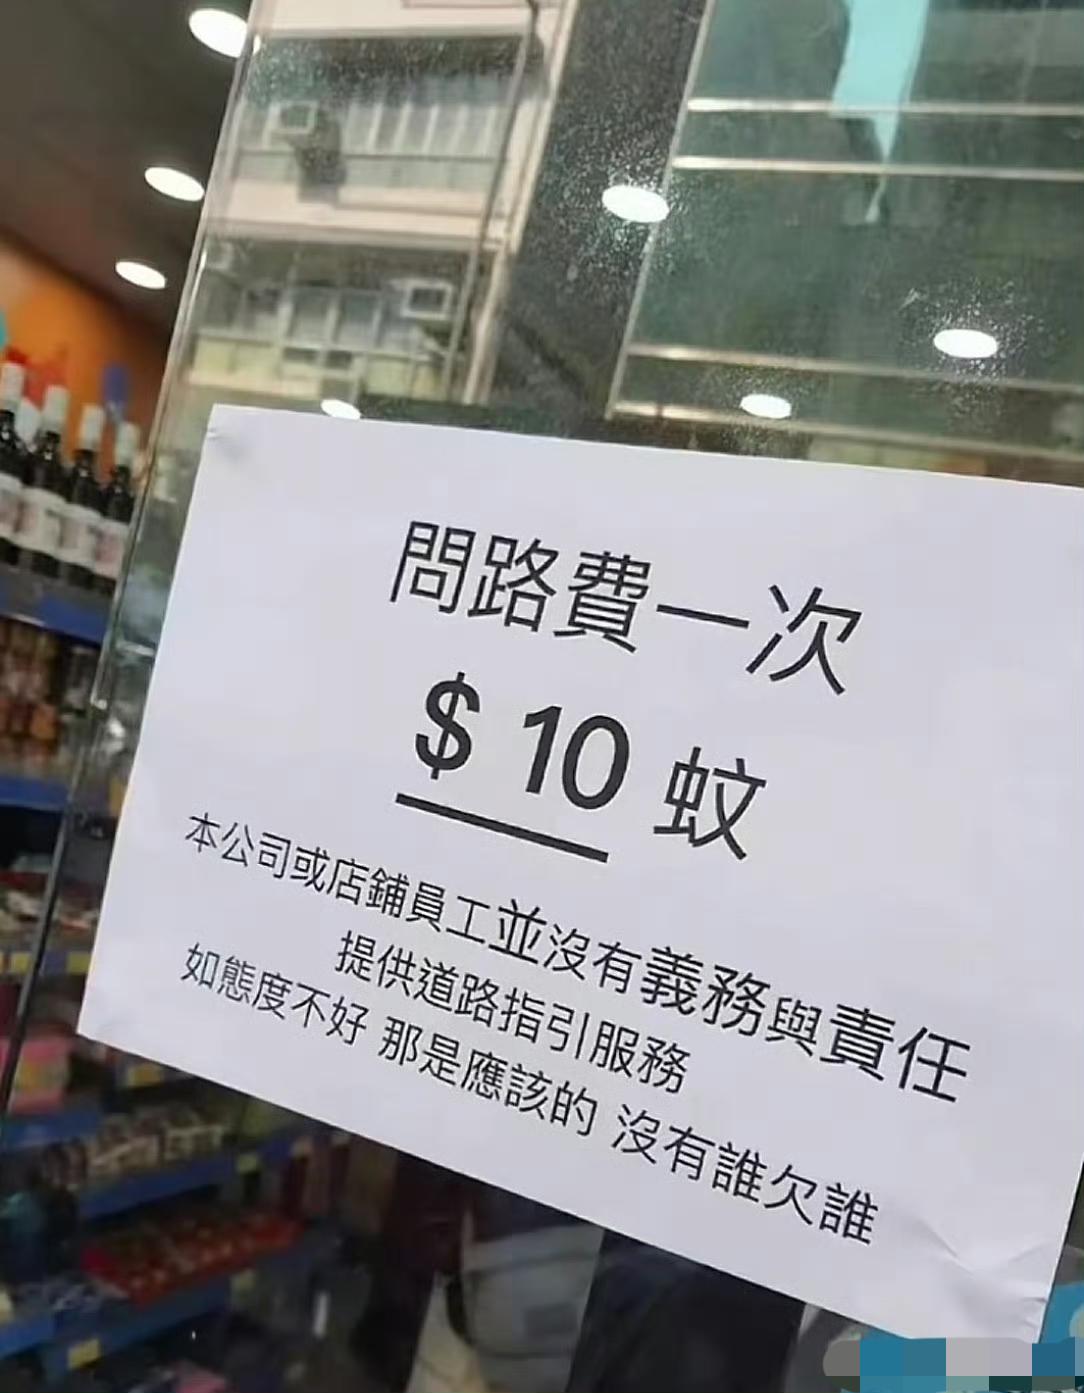 問路費一次
$ 10 蚊
本公司或店鋪員工並沒有義務與責任
提供道路指引服務
如態度不好 那是應該的 沒有誰欠誰